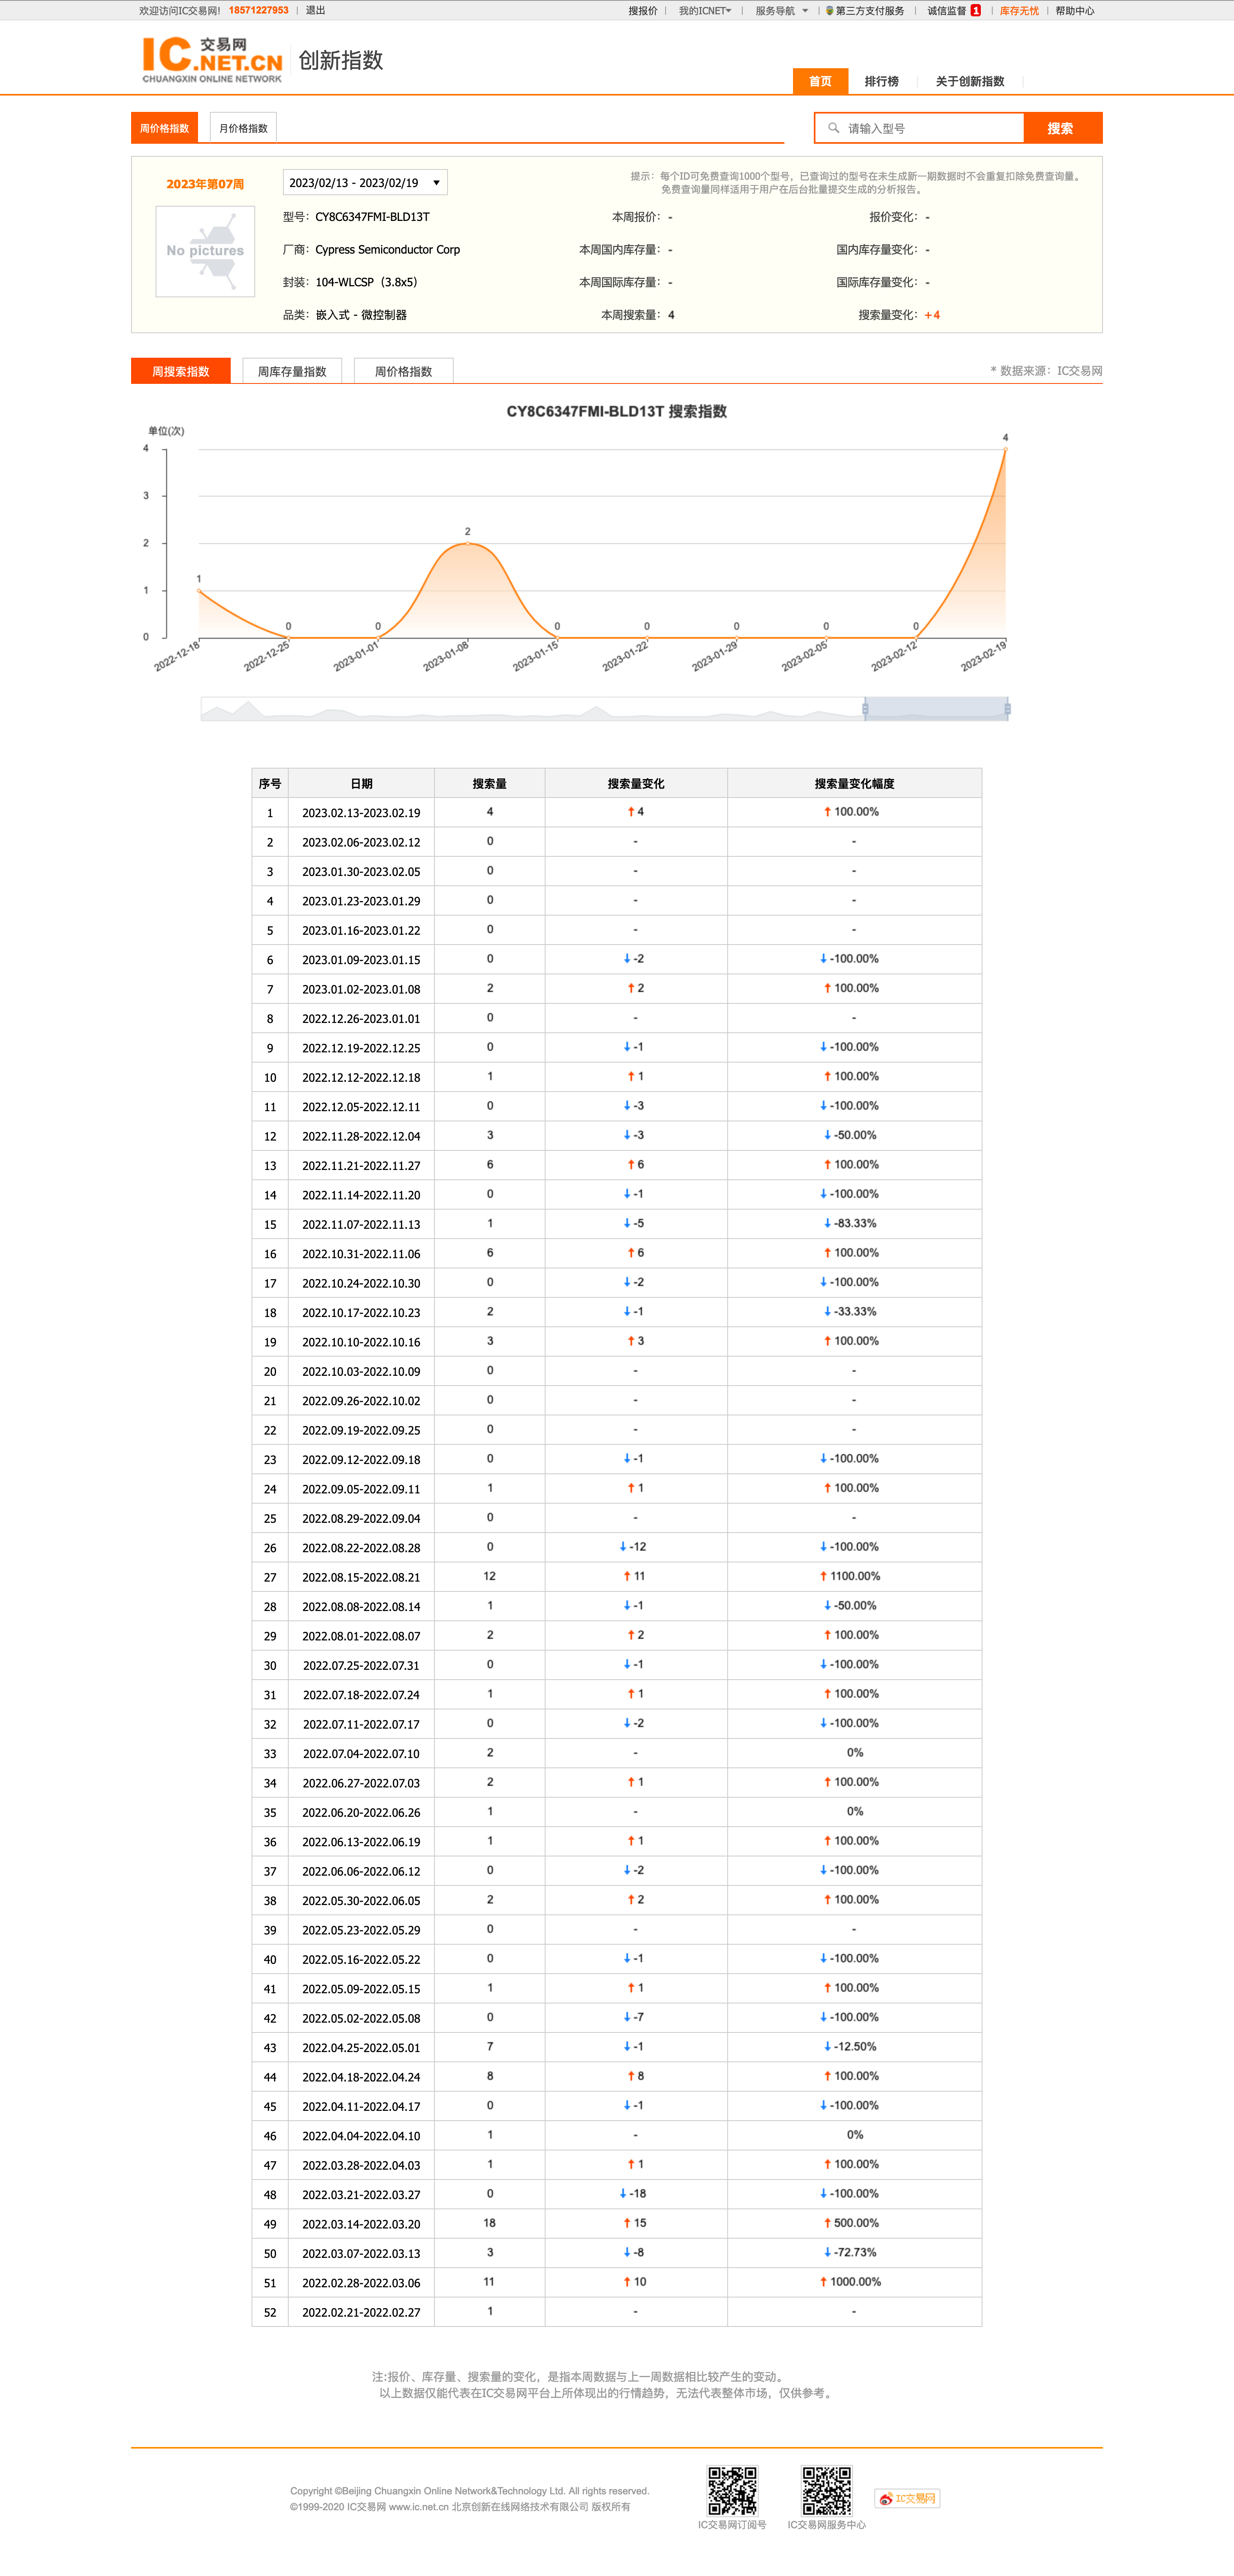 欢迎访问IC交易网! 18571227953 | 退出 搜报价 | 我的ICNET | 服务导航 | 第三方支付服务 | 诚信监督 1 | 库存无忧 | 帮助中心
IC交易网
.NET.CN
CHUANGXIN ONLINE NETWORK
创新指数
首页 排行榜 关于创新指数
周价格指数 月价格指数 请输入型号 搜索
2023年第07周 2023/02/13 - 2023/02/19
提示：每个ID可免费查询1000个型号，已查询过的型号在未生成新一期数据时不会重复扣除免费查询量。
免费查询量同样适用于用户在后台批量提交生成的分析报告。
No pictures
型号：CY8C6347FMI-BLD13T 本周报价：- 报价变化：-
厂商：Cypress Semiconductor Corp 本周国内库存量：- 国内库存量变化：-
封装：104-WLCSP（3.8x5） 本周国际库存量：- 国际库存量变化：-
品类：嵌入式 - 微控制器 本周搜索量：4 搜索量变化：+4
周搜索指数 周库存量指数 周价格指数 * 数据来源：IC交易网
CY8C6347FMI-BLD13T 搜索指数
单位(次)
4 4
3
2 2
1 1
0 0 0 0 0 0 0 0
2022-12-18 2022-12-25 2023-01-01 2023-01-08 2023-01-15 2023-01-22 2023-01-29 2023-02-05 2023-02-12 2023-02-19
序号 日期 搜索量 搜索量变化 搜索量变化幅度
1 2023.02.13-2023.02.19 4 ↑4 ↑100.00%
2 2023.02.06-2023.02.12 0 - -
3 2023.01.30-2023.02.05 0 - -
4 2023.01.23-2023.01.29 0 - -
5 2023.01.16-2023.01.22 0 - -
6 2023.01.09-2023.01.15 0 ↓-2 ↓-100.00%
7 2023.01.02-2023.01.08 2 ↑2 ↑100.00%
8 2022.12.26-2023.01.01 0 - -
9 2022.12.19-2022.12.25 0 ↓-1 ↓-100.00%
10 2022.12.12-2022.12.18 1 ↑1 ↑100.00%
11 2022.12.05-2022.12.11 0 ↓-3 ↓-100.00%
12 2022.11.28-2022.12.04 3 ↓-3 ↓-50.00%
13 2022.11.21-2022.11.27 6 ↑6 ↑100.00%
14 2022.11.14-2022.11.20 0 ↓-1 ↓-100.00%
15 2022.11.07-2022.11.13 1 ↓-5 ↓-83.33%
16 2022.10.31-2022.11.06 6 ↑6 ↑100.00%
17 2022.10.24-2022.10.30 0 ↓-2 ↓-100.00%
18 2022.10.17-2022.10.23 2 ↓-1 ↓-33.33%
19 2022.10.10-2022.10.16 3 ↑3 ↑100.00%
20 2022.10.03-2022.10.09 0 - -
21 2022.09.26-2022.10.02 0 - -
22 2022.09.19-2022.09.25 0 - -
23 2022.09.12-2022.09.18 0 ↓-1 ↓-100.00%
24 2022.09.05-2022.09.11 1 ↑1 ↑100.00%
25 2022.08.29-2022.09.04 0 - -
26 2022.08.22-2022.08.28 0 ↓-12 ↓-100.00%
27 2022.08.15-2022.08.21 12 ↑11 ↑1100.00%
28 2022.08.08-2022.08.14 1 ↓-1 ↓-50.00%
29 2022.08.01-2022.08.07 2 ↑2 ↑100.00%
30 2022.07.25-2022.07.31 0 ↓-1 ↓-100.00%
31 2022.07.18-2022.07.24 1 ↑1 ↑100.00%
32 2022.07.11-2022.07.17 0 ↓-2 ↓-100.00%
33 2022.07.04-2022.07.10 2 - 0%
34 2022.06.27-2022.07.03 2 ↑1 ↑100.00%
35 2022.06.20-2022.06.26 1 - 0%
36 2022.06.13-2022.06.19 1 ↑1 ↑100.00%
37 2022.06.06-2022.06.12 0 ↓-2 ↓-100.00%
38 2022.05.30-2022.06.05 2 ↑2 ↑100.00%
39 2022.05.23-2022.05.29 0 - -
40 2022.05.16-2022.05.22 0 ↓-1 ↓-100.00%
41 2022.05.09-2022.05.15 1 ↑1 ↑100.00%
42 2022.05.02-2022.05.08 0 ↓-7 ↓-100.00%
43 2022.04.25-2022.05.01 7 ↓-1 ↓-12.50%
44 2022.04.18-2022.04.24 8 ↑8 ↑100.00%
45 2022.04.11-2022.04.17 0 ↓-1 ↓-100.00%
46 2022.04.04-2022.04.10 1 - 0%
47 2022.03.28-2022.04.03 1 ↑1 ↑100.00%
48 2022.03.21-2022.03.27 0 ↓-18 ↓-100.00%
49 2022.03.14-2022.03.20 18 ↑15 ↑500.00%
50 2022.03.07-2022.03.13 3 ↓-8 ↓-72.73%
51 2022.02.28-2022.03.06 11 ↑10 ↑1000.00%
52 2022.02.21-2022.02.27 1 - -
注:报价、库存量、搜索量的变化，是指本周数据与上一周数据相比较产生的变动。
以上数据仅能代表在IC交易网平台上所体现出的行情趋势，无法代表整体市场，仅供参考。
Copyright ©Beijing Chuangxin Online Network&Technology Ltd. All rights reserved.
©1999-2020 IC交易网 www.ic.net.cn 北京创新在线网络技术有限公司 版权所有
IC交易网订阅号 IC交易网服务中心 IC交易网